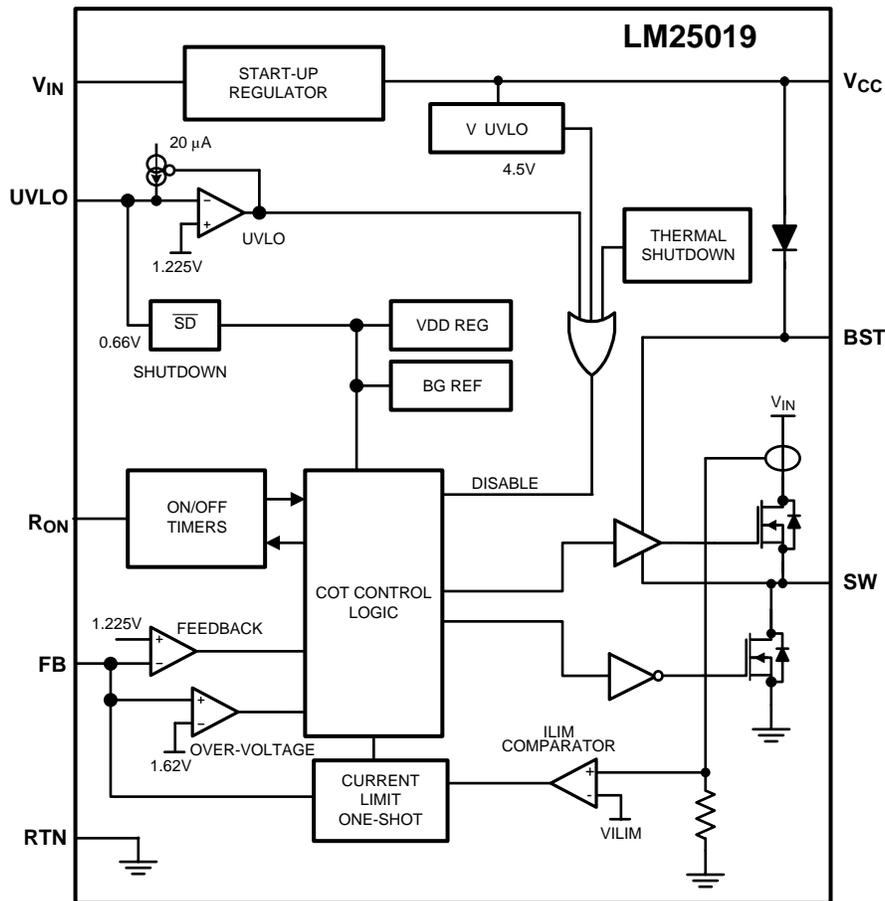 LM25019
VIN
START-UP
REGULATOR
VCC
20 µA
V UVLO
4.5V
UVLO
UVLO
1.225V
THERMAL
SHUTDOWN
0.66V
SD
SHUTDOWN
VDD REG
BST
BG REF
VIN
RON
ON/OFF
TIMERS
DISABLE
COT CONTROL
LOGIC
SW
1.225V
FEEDBACK
FB
OVER-VOLTAGE
1.62V
ILIM
COMPARATOR
CURRENT
LIMIT
ONE-SHOT
VILIM
RTN